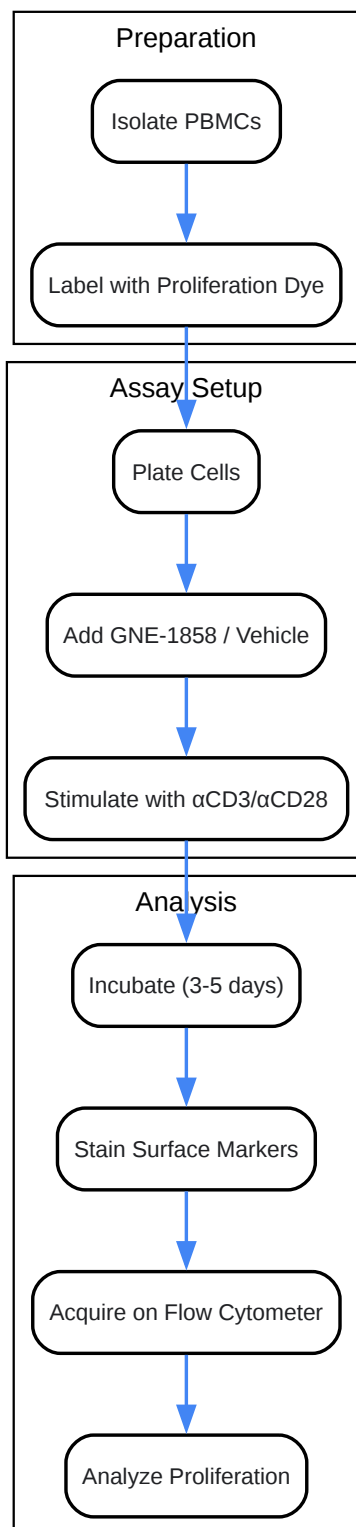 Preparation
Isolate PBMCs
Label with Proliferation Dye
Assay Setup
Plate Cells
Add GNE-1858 / Vehicle
Stimulate with αCD3/αCD28
Analysis
Incubate (3-5 days)
Stain Surface Markers
Acquire on Flow Cytometer
Analyze Proliferation